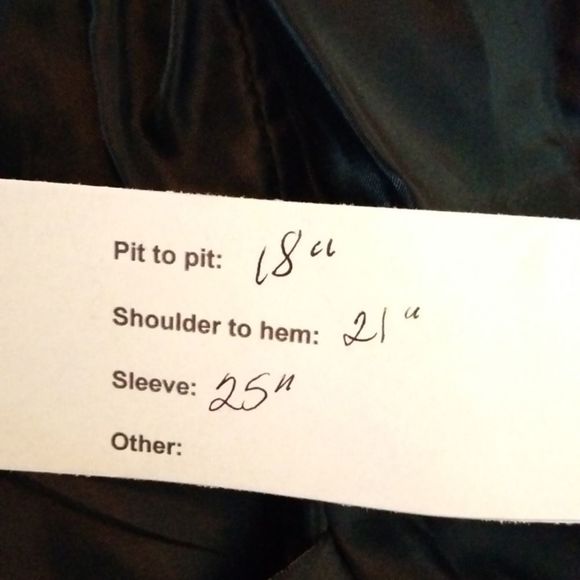 Pit to pit: 18"
Shoulder to hem: 21"
Sleeve: 25"
Other: